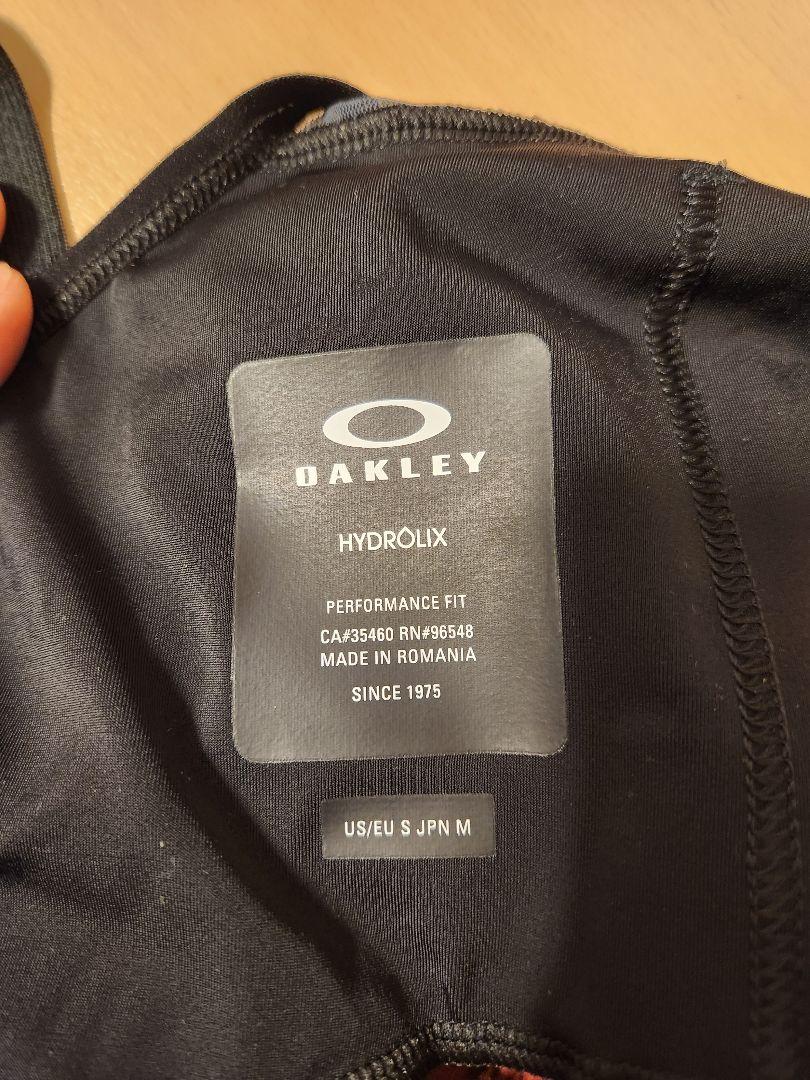 OAKLEY
HYDROLIX
PERFORMANCE FIT
CA#35460 RN#96548
MADE IN ROMANIA
SINCE 1975
US/EU S JPN M